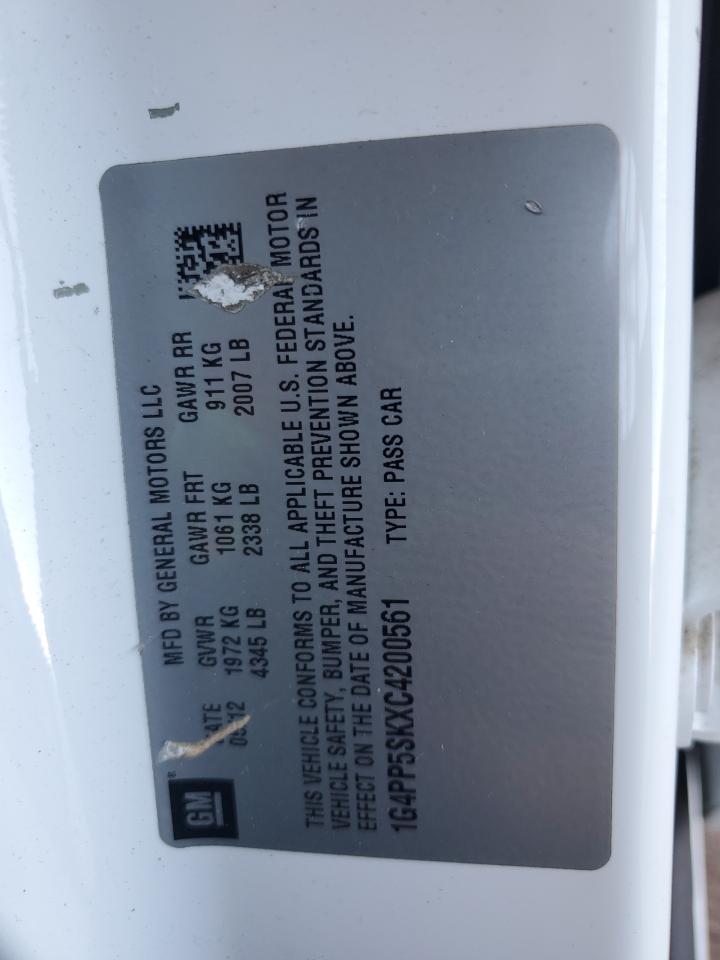 MFD BY GENERAL MOTORS LLC
GM®
GVWR GAWR FRT GAWR RR
1972 KG 1061 KG 911 KG
4345 LB 2338 LB 2007 LB
THIS VEHICLE CONFORMS TO ALL APPLICABLE U.S. FEDERAL MOTOR
VEHICLE SAFETY, BUMPER, AND THEFT PREVENTION STANDARDS IN
EFFECT ON THE DATE OF MANUFACTURE SHOWN ABOVE.
1G4PP5SKXC4200561 TYPE: PASS CAR